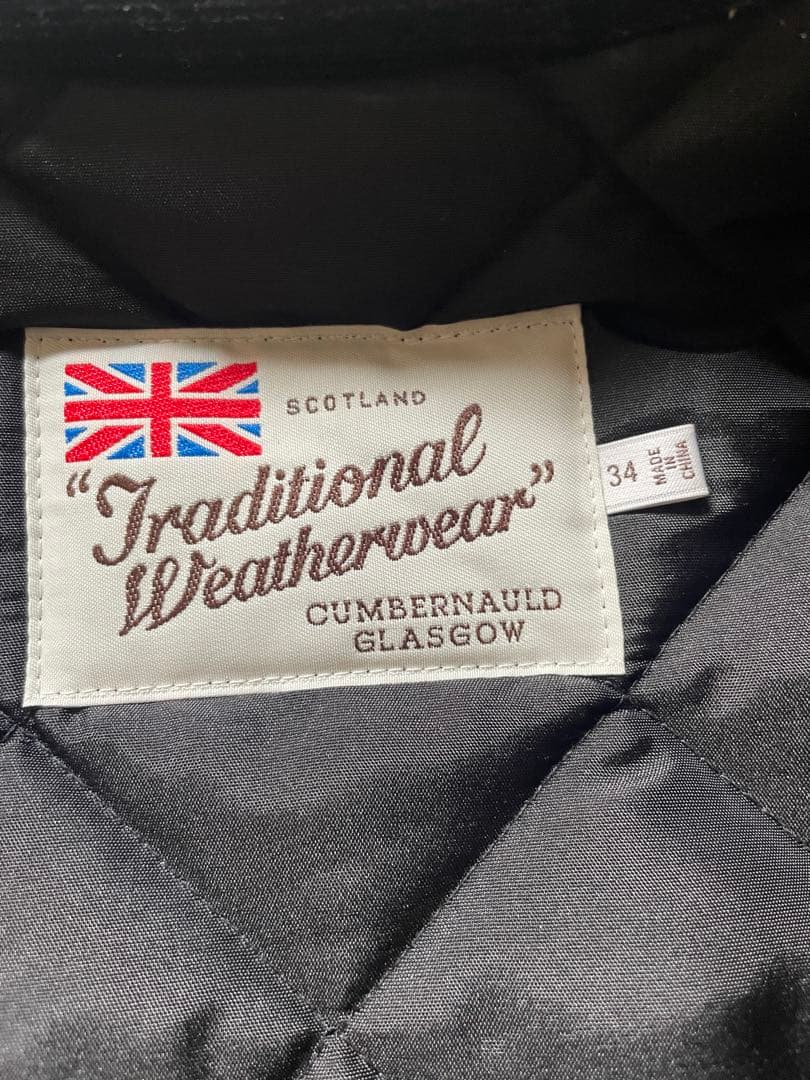 SCOTLAND
"Traditional
Weatherwear"
CUMBERNAULD
GLASGOW
34
MADE
IN
CHINA